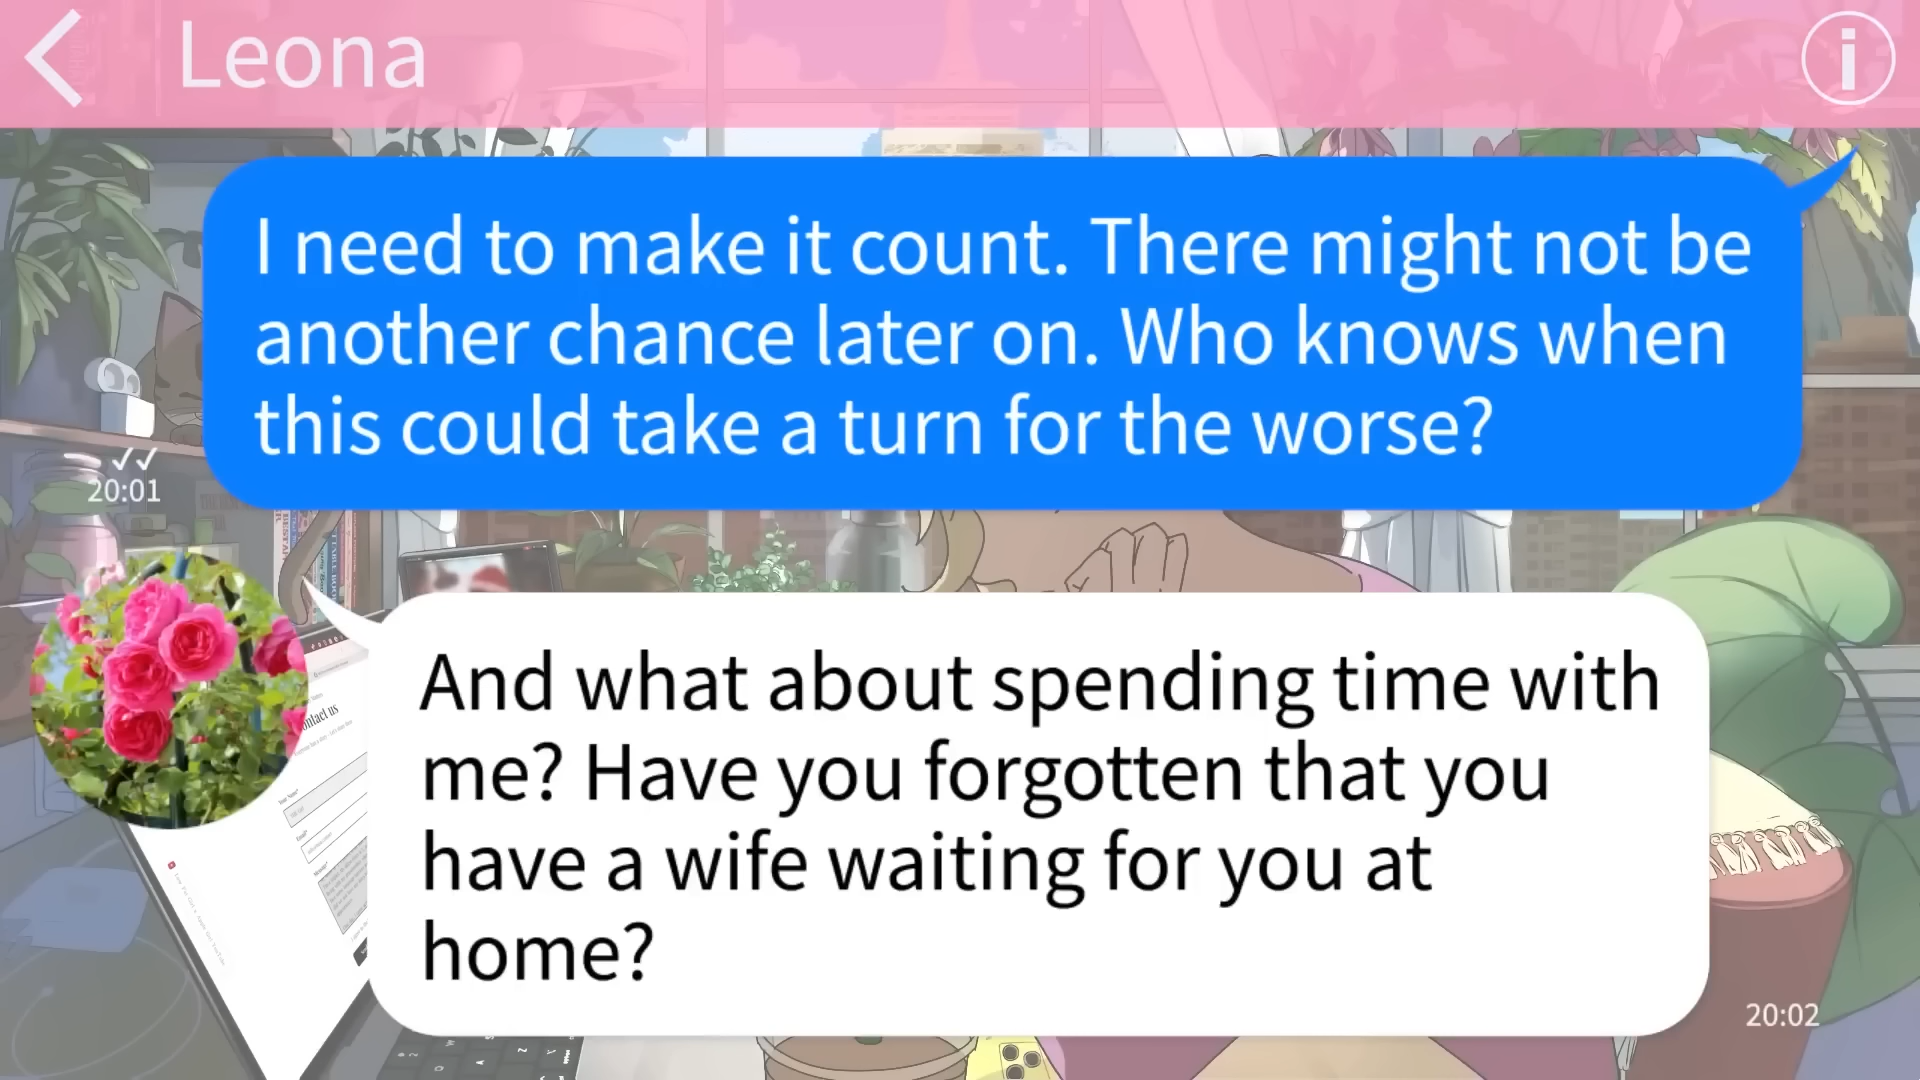 Leona
I need to make it count. There might not be
another chance later on. Who knows when
this could take a turn for the worse?
20:01
And what about spending time with
me? Have you forgotten that you
have a wife waiting for you at
home?
20:02